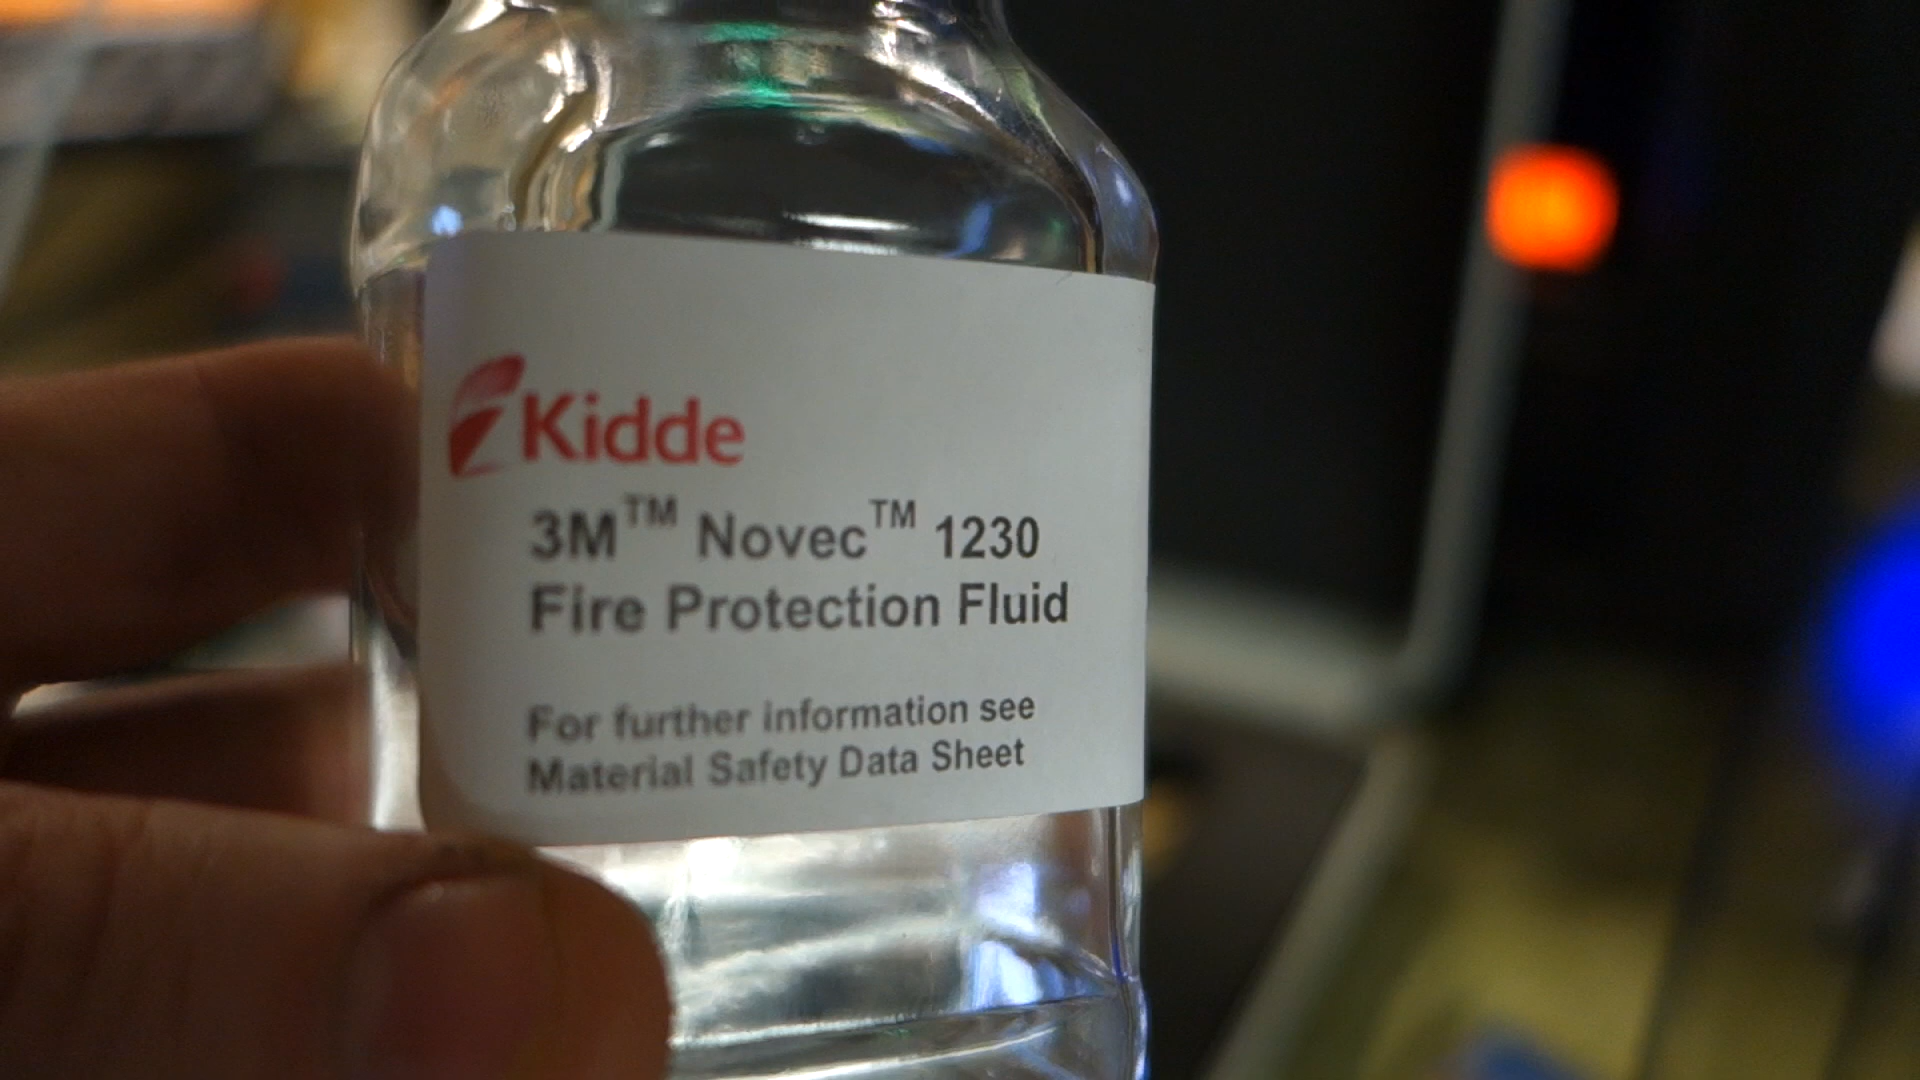 Kidde
3M™ Novec™ 1230
Fire Protection Fluid
For further information see
Material Safety Data Sheet